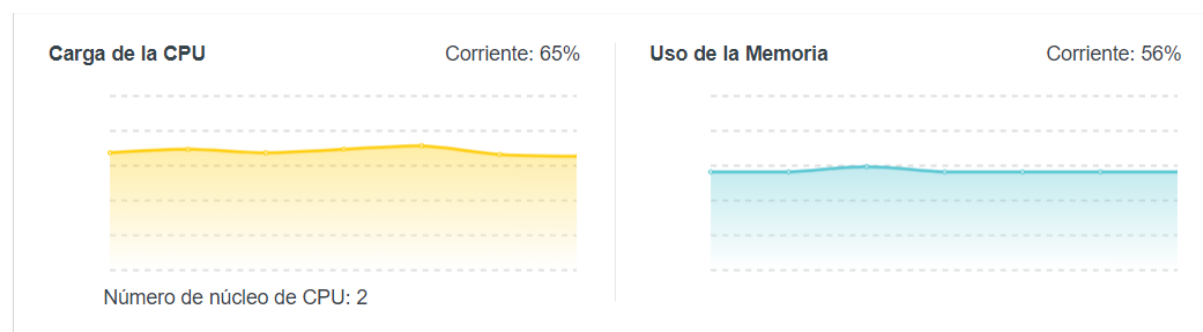 Carga de la CPU
Corriente: 65%
Uso de la Memoria
Corriente: 56%
Número de núcleo de CPU: 2